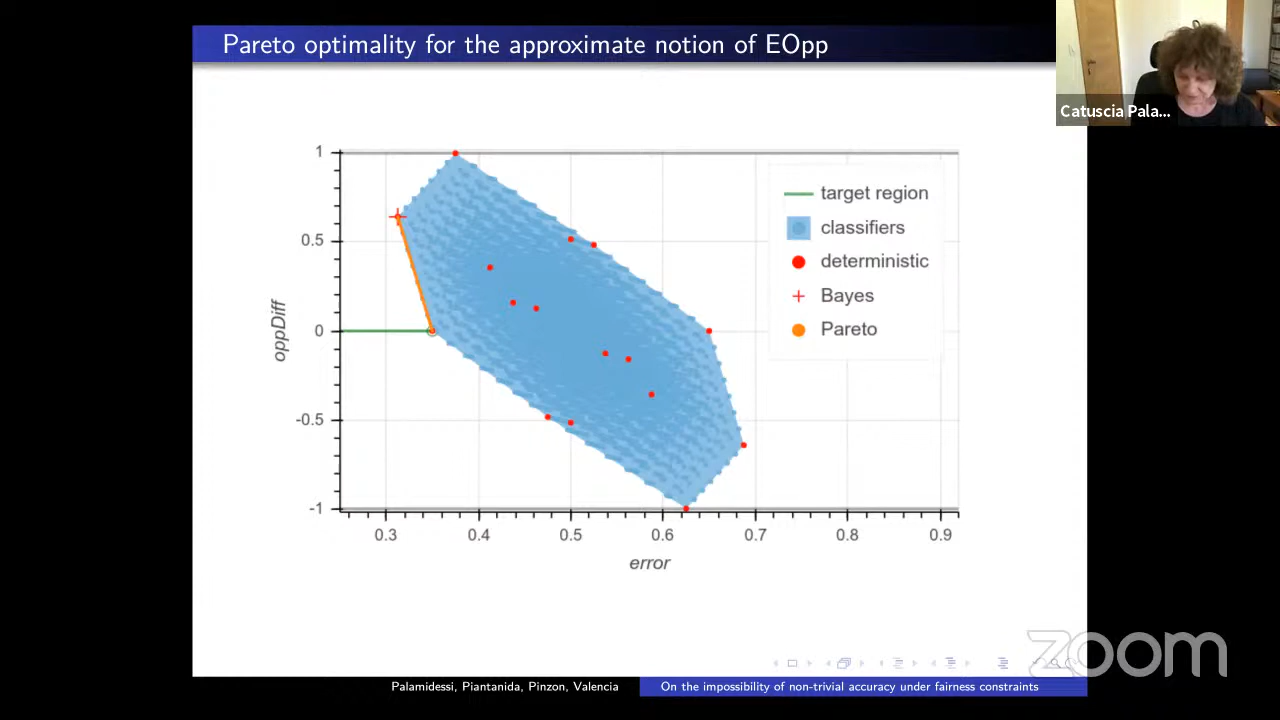 Pareto optimality for the approximate notion of EOpp
Catuscia Pala...
1
0.5
0
-0.5
-1
oppDiff
target region
classifiers
deterministic
Bayes
Pareto
0.3 0.4 0.5 0.6 0.7 0.8 0.9
error
zoom
Palamidessi, Piantanida, Pinzon, Valencia
On the impossibility of non-trivial accuracy under fairness constraints